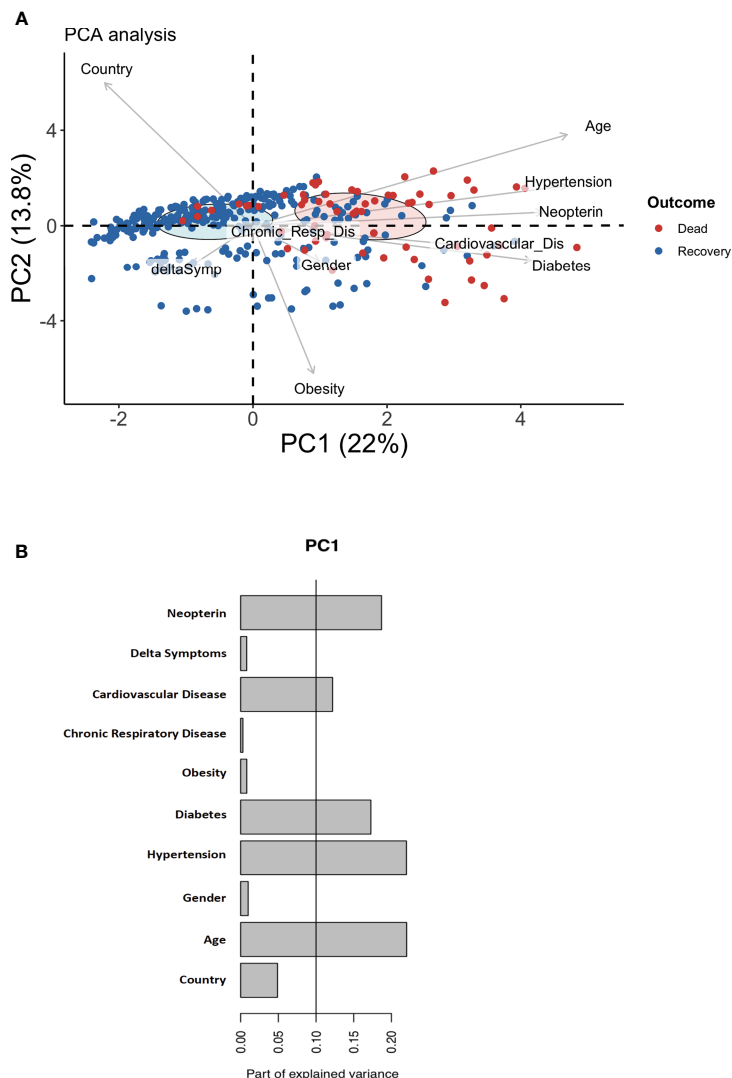 A
PCA analysis
Country
Age
Hypertension
Neopterin
Chronic_Resp_Dis
Cardiovascular_Dis
deltaSymp
Gender
Diabetes
Obesity
PC2 (13.8%)
4
0
-4
-2
0
2
4
PC1 (22%)
Outcome
Dead
Recovery
B
PC1
Neopterin
Delta Symptoms
Cardiovascular Disease
Chronic Respiratory Disease
Obesity
Diabetes
Hypertension
Gender
Age
Country
0.00
0.05
0.10
0.15
0.20
Part of explained variance